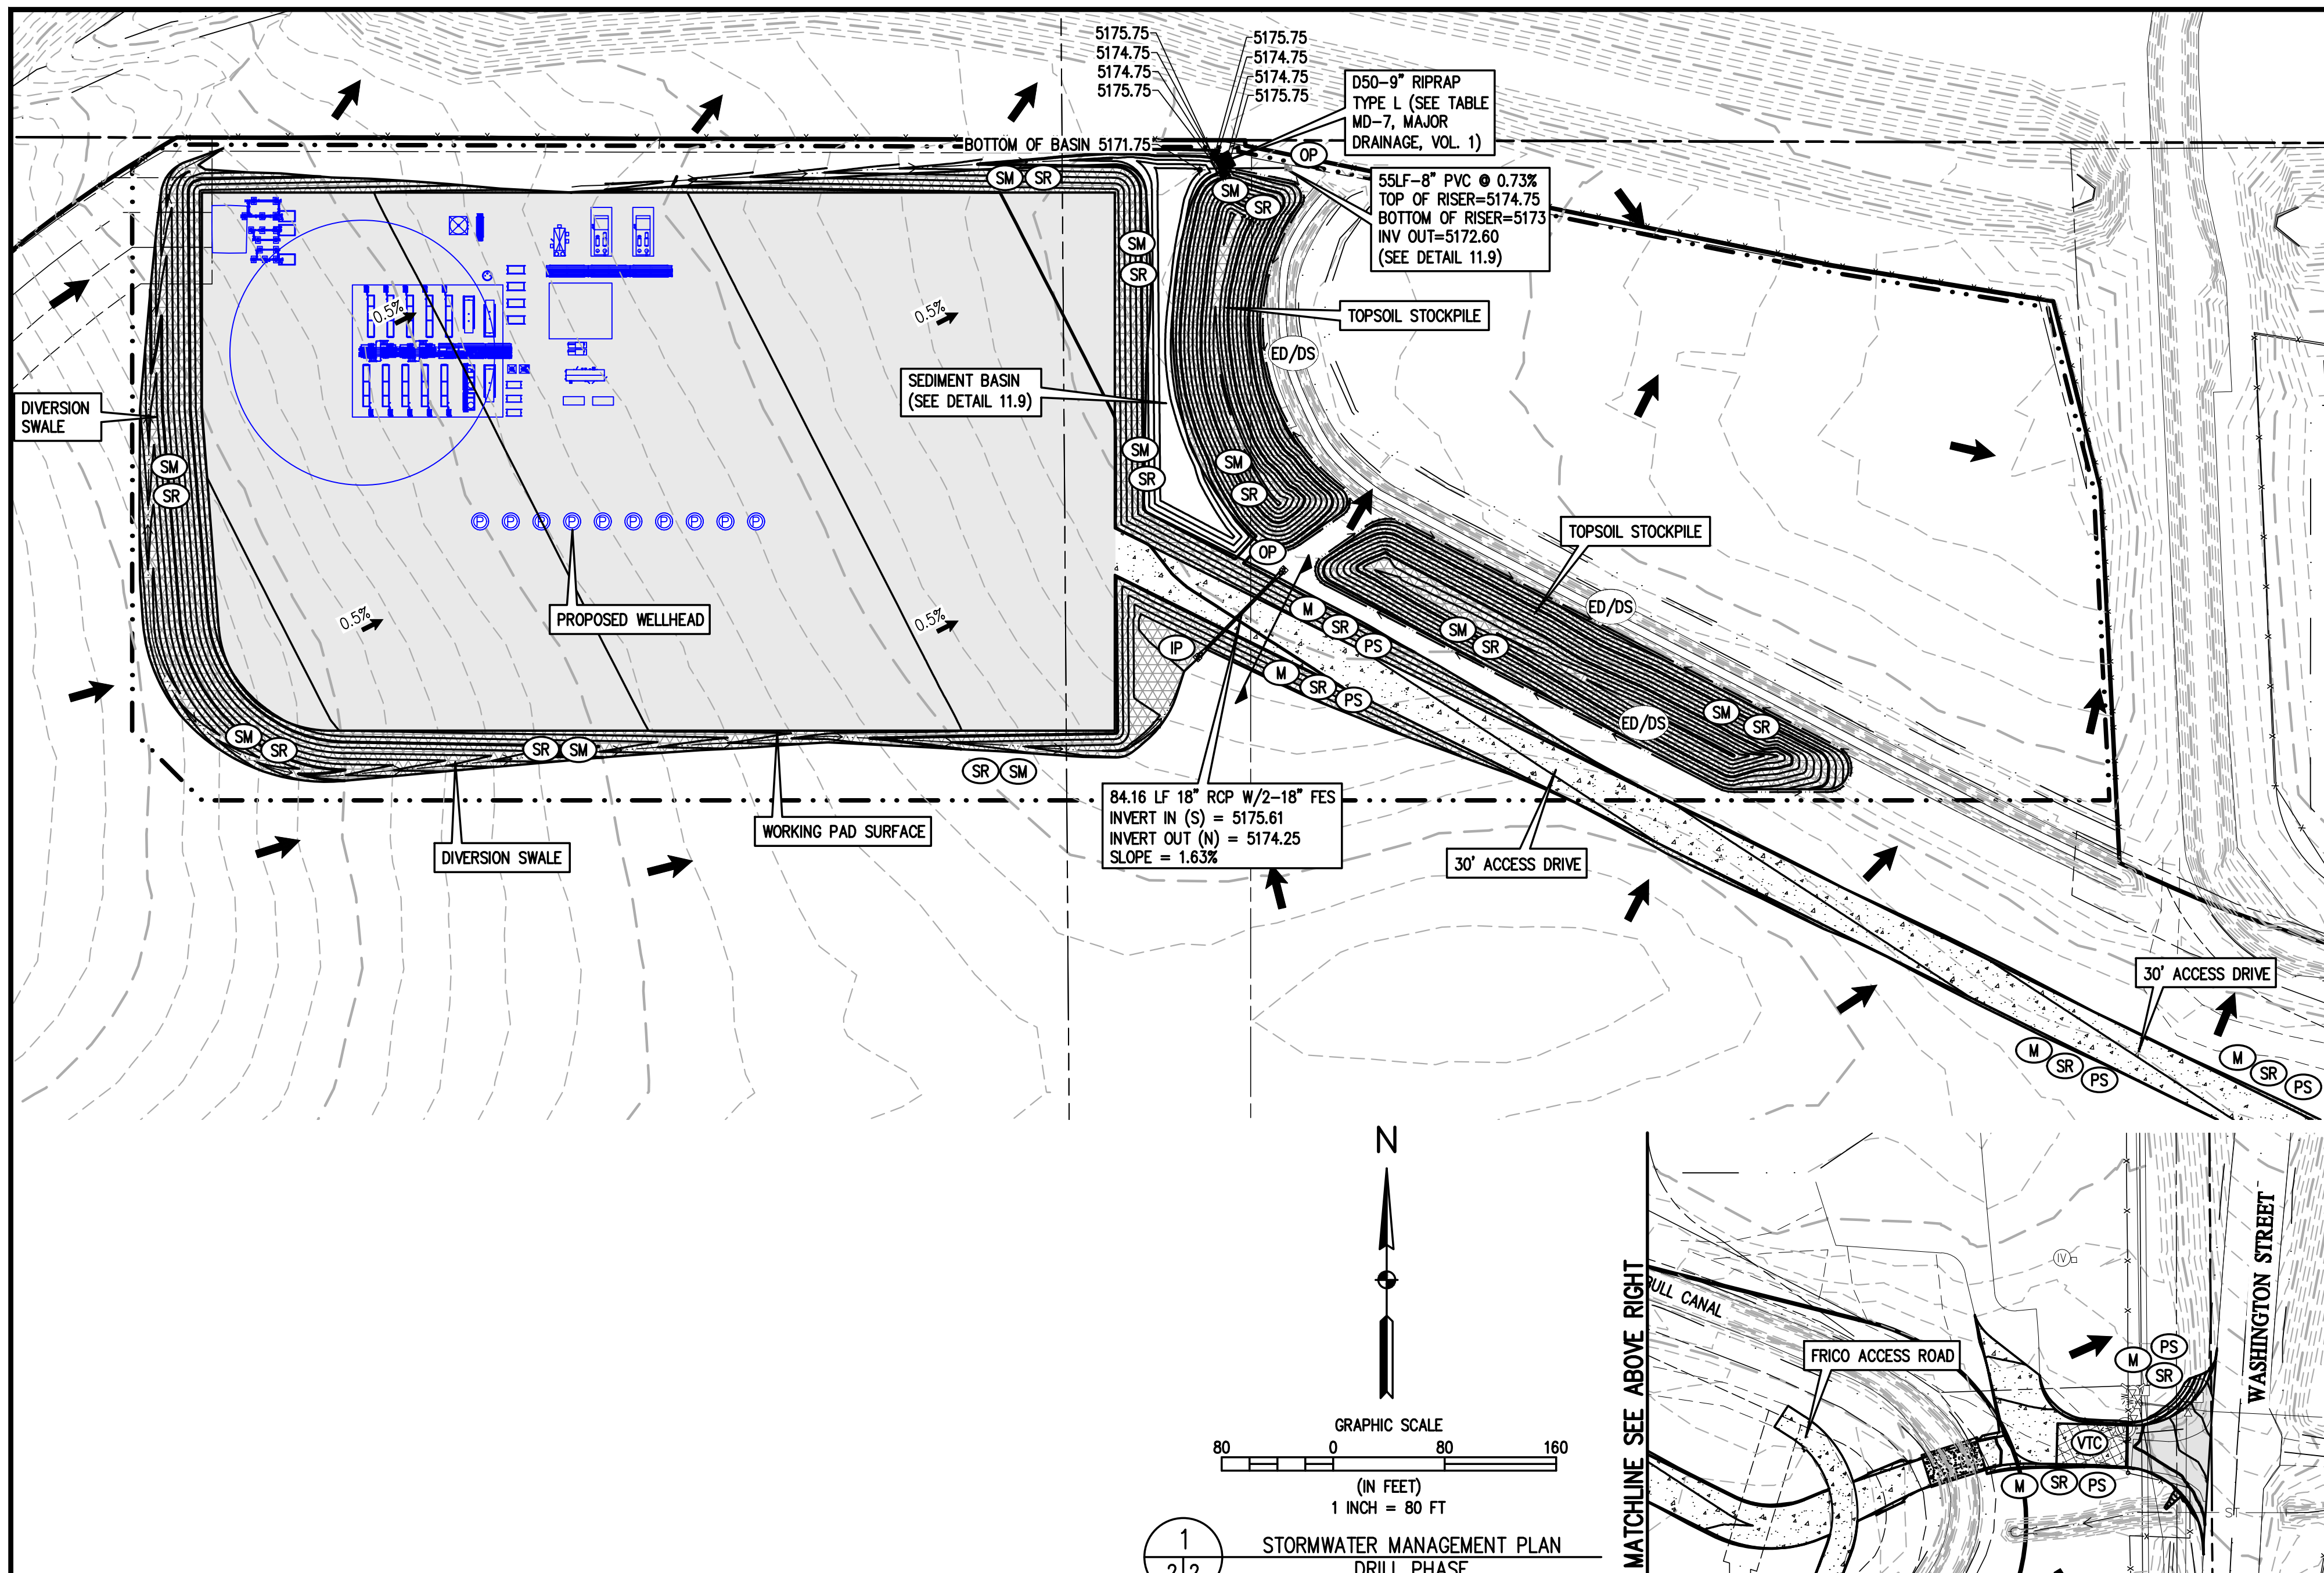 5175.75
5174.75
5174.75
5175.75
5175.75
5174.75
5174.75
5175.75
D50-9" RIPRAP
TYPE L (SEE TABLE
MD-7, MAJOR
DRAINAGE, VOL. 1)
BOTTOM OF BASIN 5171.75
OP
SM
SR
SM
SR
55LF-8" PVC @ 0.73%
TOP OF RISER=5174.75
BOTTOM OF RISER=5173
INV OUT=5172.60
(SEE DETAIL 11.9)
SM
SR
0.5%
0.5%
TOPSOIL STOCKPILE
ED/DS
SEDIMENT BASIN
(SEE DETAIL 11.9)
DIVERSION
SWALE
SM
SR
SM
SR
SM
SR
P
P
P
P
P
P
P
P
P
P
TOPSOIL STOCKPILE
OP
PROPOSED WELLHEAD
0.5%
0.5%
ED/DS
M
SR
PS
SM
SR
IP
M
SR
PS
ED/DS
SM
SR
SM
SR
SR
SM
SR
SM
84.16 LF 18" RCP W/2-18" FES
INVERT IN (S) = 5175.61
INVERT OUT (N) = 5174.25
SLOPE = 1.63%
WORKING PAD SURFACE
DIVERSION SWALE
30' ACCESS DRIVE
30' ACCESS DRIVE
M
SR
PS
M
SR
PS
N
GRAPHIC SCALE
80 0 80 160
(IN FEET)
1 INCH = 80 FT
1
2 2
STORMWATER MANAGEMENT PLAN
DRILL PHASE
MATCHLINE SEE ABOVE RIGHT
BULL CANAL
FRICO ACCESS ROAD
IV
WASHINGTON STREET
M
PS
SR
VTC
M
SR
PS
ST